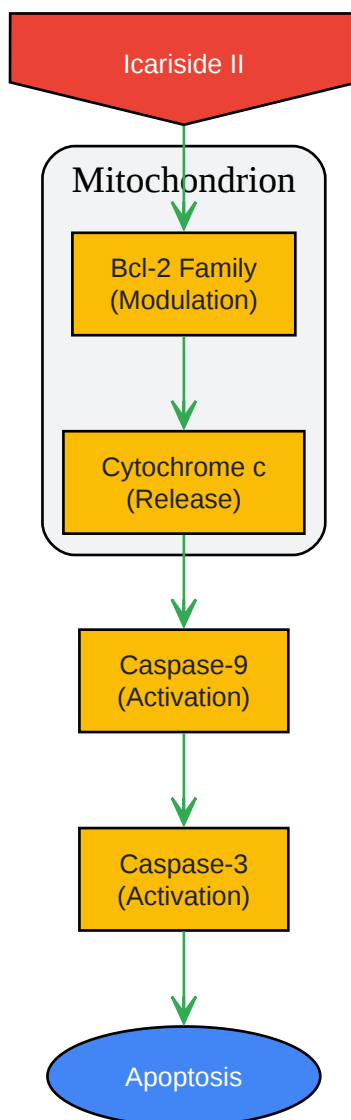 Icariside II
Mitochondrion
Bcl-2 Family
(Modulation)
Cytochrome c
(Release)
Caspase-9
(Activation)
Caspase-3
(Activation)
Apoptosis